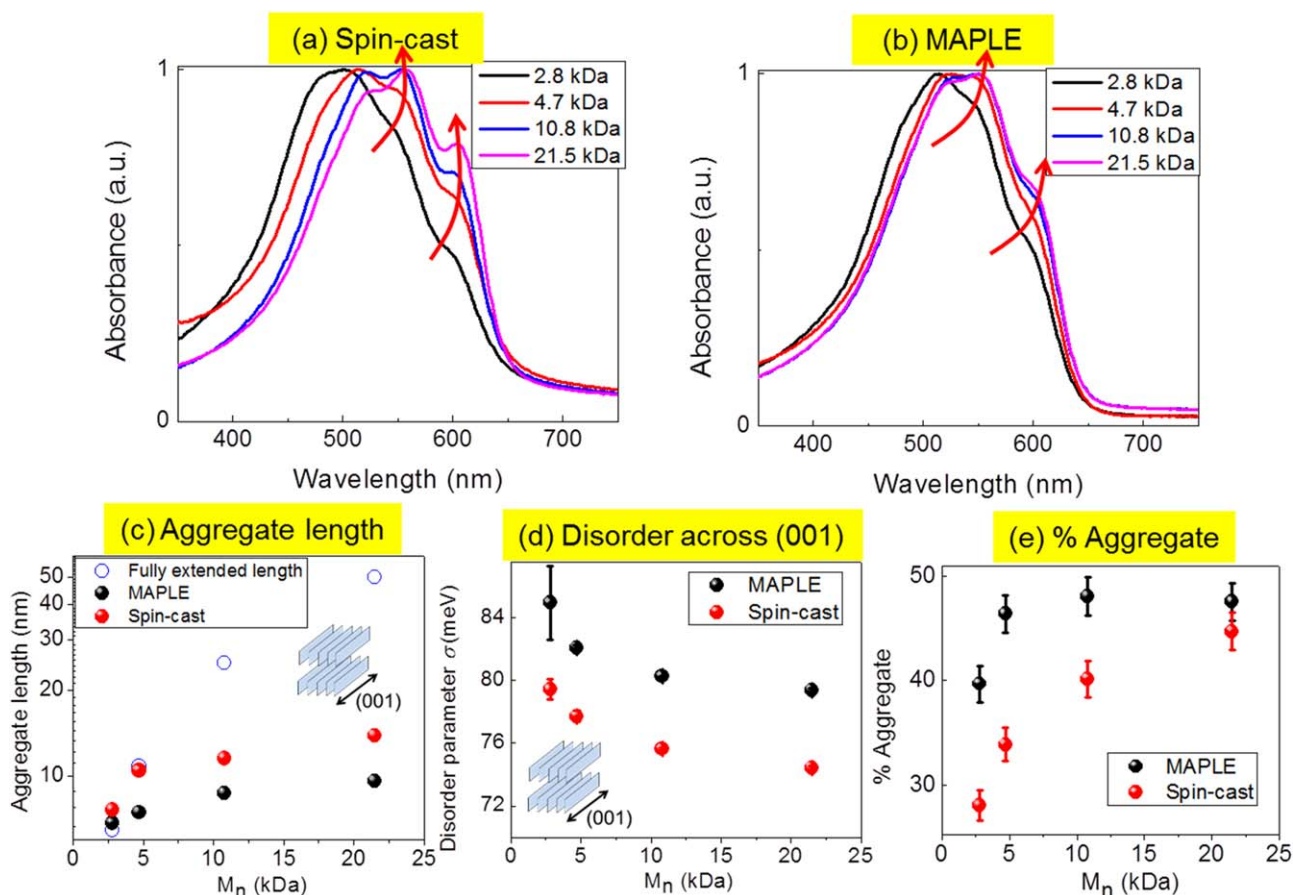 (a) Spin-cast
1
2.8 kDa
4.7 kDa
10.8 kDa
21.5 kDa
Absorbance (a.u.)
0
400 500 600 700
Wavelength (nm)
(b) MAPLE
1
2.8 kDa
4.7 kDa
10.8 kDa
21.5 kDa
Absorbance (a.u.)
0
400 500 600 700
Wavelength (nm)
(c) Aggregate length
50
40
30
20
10
Aggregate length (nm)
Fully extended length
MAPLE
Spin-cast
(001)
0 5 10 15 20 25
Mn (kDa)
(d) Disorder across (001)
84
80
76
72
Disorder parameter σ(meV)
MAPLE
Spin-cast
(001)
0 5 10 15 20 25
Mn (kDa)
(e) % Aggregate
50
40
30
% Aggregate
MAPLE
Spin-cast
0 5 10 15 20 25
Mn (kDa)